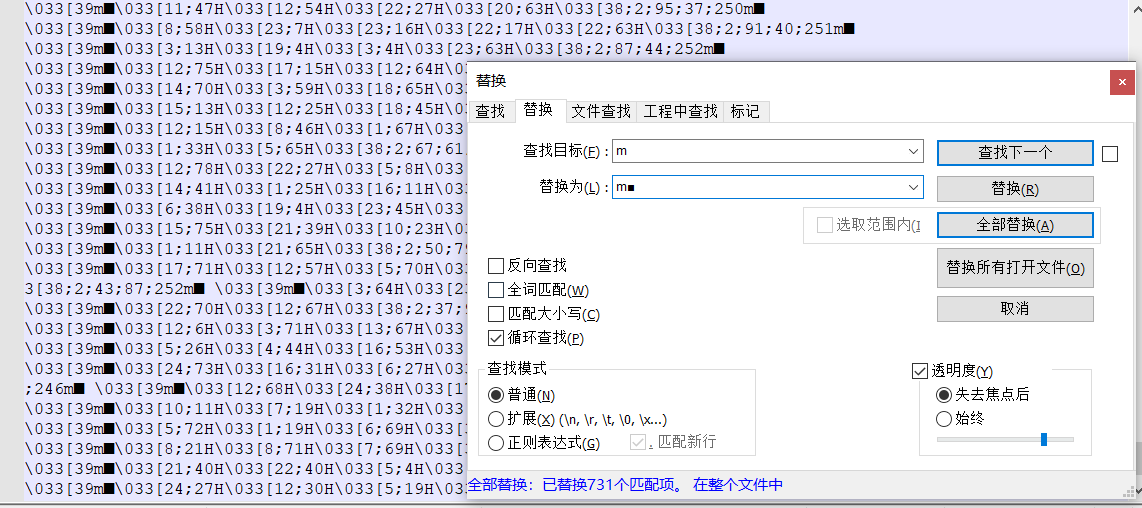 \033[39m■\033[11;47H\033[12;54H\033[22;27H\033[20;63H\033[38;2;95;37;250m■
\033[39m■\033[8;58H\033[23;7H\033[23;16H\033[22;17H\033[22;63H\033[38;2;91;40;251m■
\033[39m■\033[3;13H\033[19;4H\033[3;4H\033[23;63H\033[38;2;87;44;252m■
\033[39m■\033[12;75H\033[17;15H\033[12;64H\03
\033[39m■\033[14;70H\033[3;59H\033[18;65H\03
\033[39m■\033[15;13H\033[12;25H\033[18;45H\0
\033[39m■\033[12;15H\033[8;46H\033[1;67H\033
\033[39m■\033[1;33H\033[5;65H\033[38;2;67;61
\033[39m■\033[12;78H\033[22;27H\033[5;8H\033
\033[39m■\033[14;41H\033[1;25H\033[16;11H\03
\033[39m■\033[6;38H\033[19;4H\033[23;45H\033
\033[39m■\033[15;75H\033[21;39H\033[10;23H\0
\033[39m■\033[1;11H\033[21;65H\033[38;2;50;79
\033[39m■\033[17;71H\033[12;57H\033[5;70H\03
3[38;2;43;87;252m■ \033[39m■\033[3;64H\033[2
\033[39m■\033[22;70H\033[12;67H\033[38;2;37;9
\033[39m■\033[12;6H\033[3;71H\033[13;67H\033
\033[39m■\033[5;26H\033[4;44H\033[16;53H\033
\033[39m■\033[24;73H\033[16;31H\033[6;27H\03
;246m■ \033[39m■\033[12;68H\033[24;38H\033[17
\033[39m■\033[10;11H\033[7;19H\033[1;32H\033
\033[39m■\033[5;72H\033[1;19H\033[6;69H\033[
\033[39m■\033[8;21H\033[8;71H\033[7;69H\033[
\033[39m■\033[21;40H\033[22;40H\033[5;4H\033
\033[39m■\033[24;27H\033[12;30H\033[5;19H\03
替换
查找 替换 文件查找 工程中查找 标记
查找目标(F) : m 查找下一个
替换为(L) : m■ 替换(R)
选取范围内(I 全部替换(A)
替换所有打开文件(O)
取消
反向查找
全词匹配(W)
匹配大小写(C)
循环查找(P)
查找模式
普通(N)
扩展(X) (\n, \r, \t, \0, \x...)
正则表达式(G) . 匹配新行
透明度(Y)
失去焦点后
始终
全部替换：已替换731个匹配项。 在整个文件中